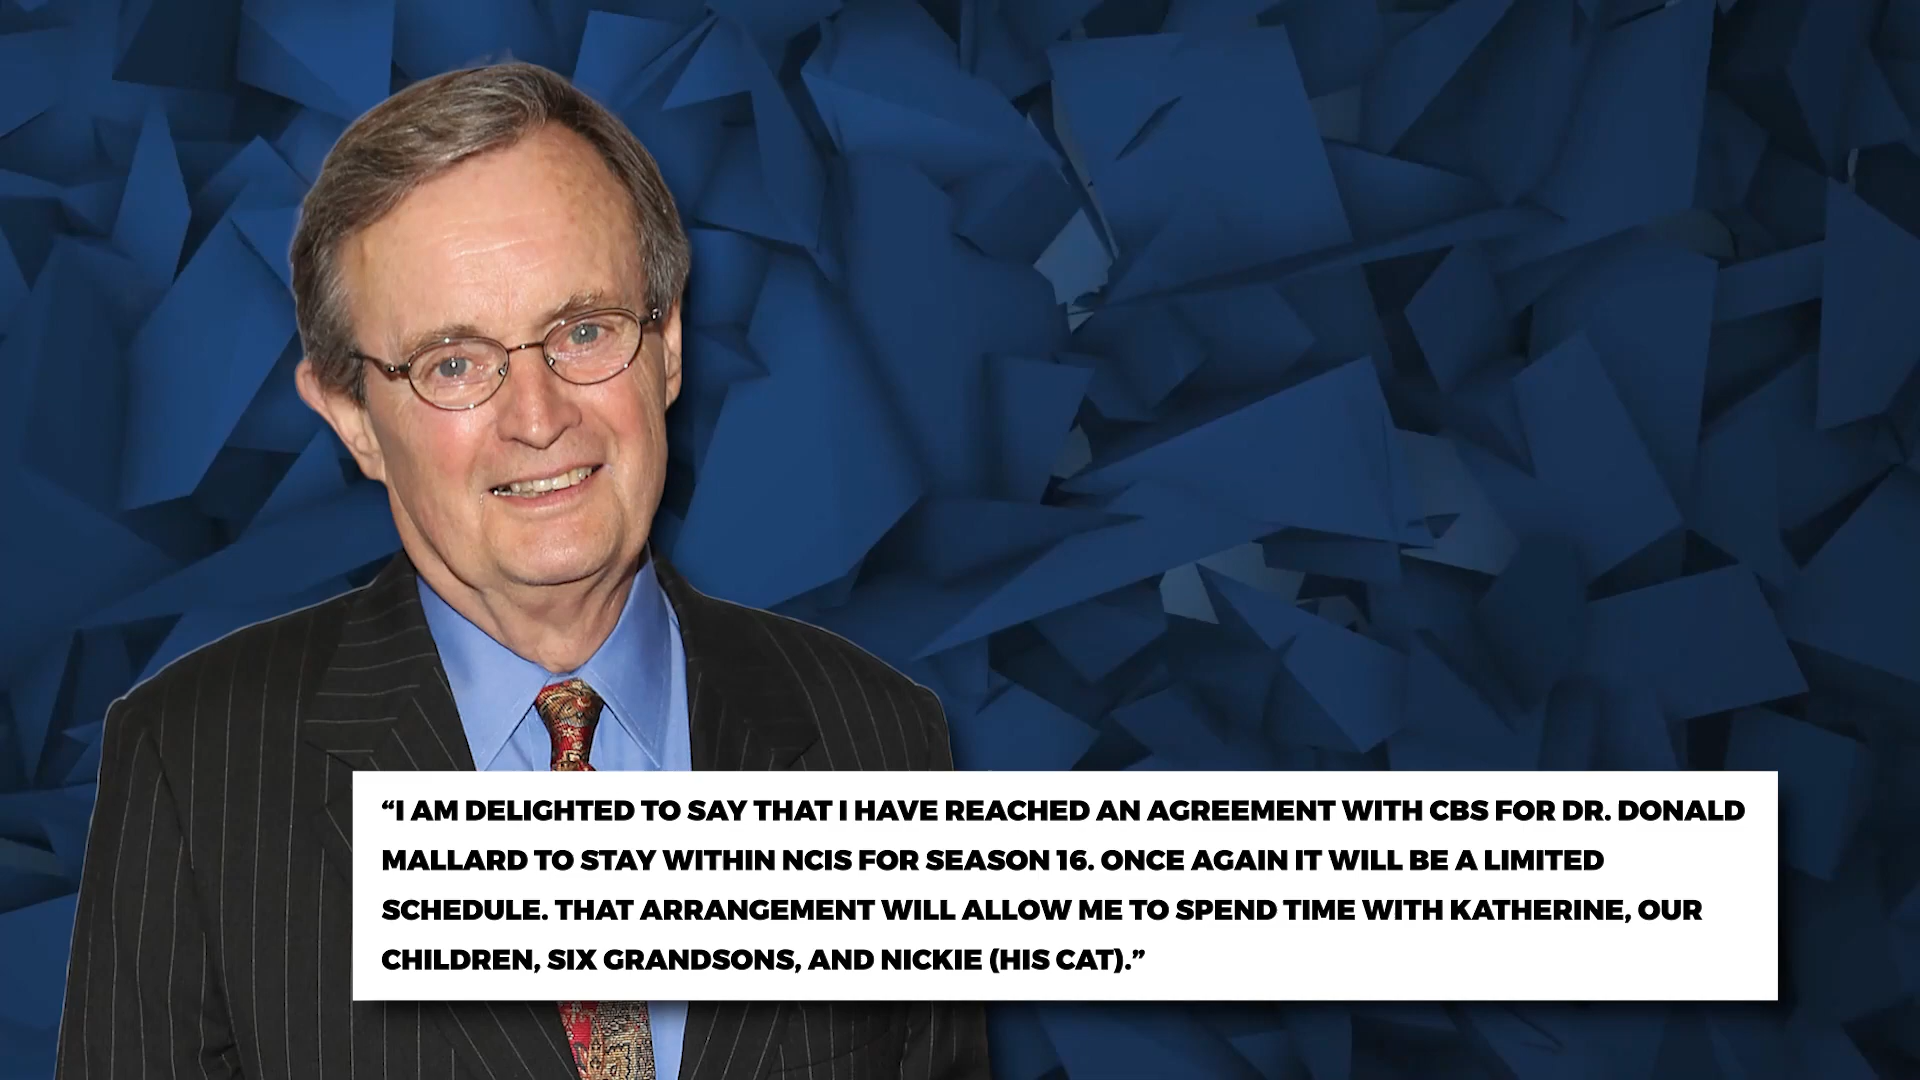 “I AM DELIGHTED TO SAY THAT I HAVE REACHED AN AGREEMENT WITH CBS FOR DR. DONALD
MALLARD TO STAY WITHIN NCIS FOR SEASON 16. ONCE AGAIN IT WILL BE A LIMITED
SCHEDULE. THAT ARRANGEMENT WILL ALLOW ME TO SPEND TIME WITH KATHERINE, OUR
CHILDREN, SIX GRANDSONS, AND NICKIE (HIS CAT).”